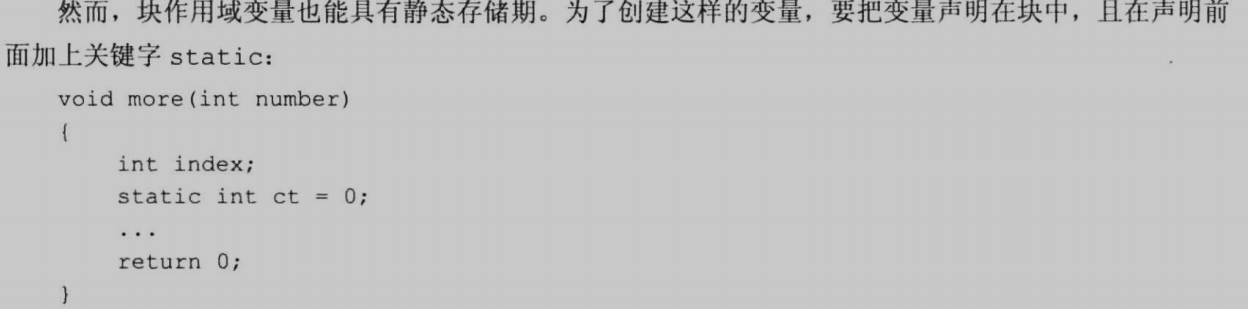 然而，块作用域变量也能具有静态存储期。为了创建这样的变量，要把变量声明在块中，且在声明前
面加上关键字 static:
void more(int number)
{
int index;
static int ct = 0;
...
return 0;
}